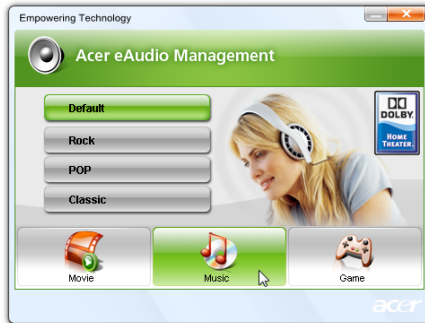 Empowering Technology
Acer eAudio Management
Default
Rock
POP
Classic
DOLBY
HOME
THEATER
Movie
Music
Game
acer